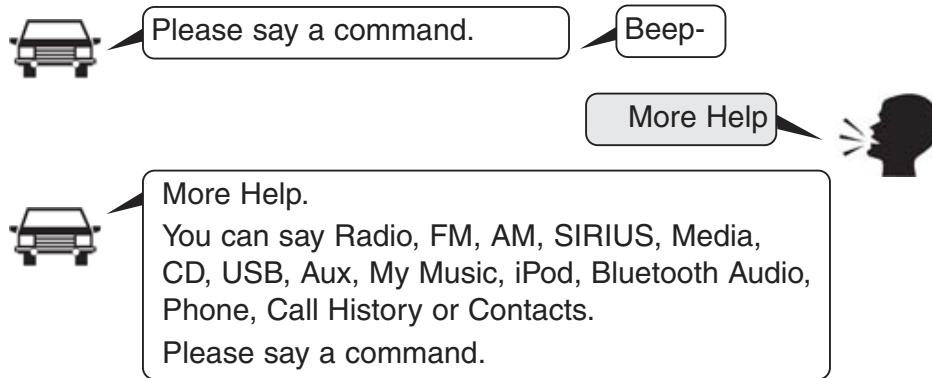 Please say a command.
Beep-
More Help
More Help.
You can say Radio, FM, AM, SIRIUS, Media,
CD, USB, Aux, My Music, iPod, Bluetooth Audio,
Phone, Call History or Contacts.
Please say a command.